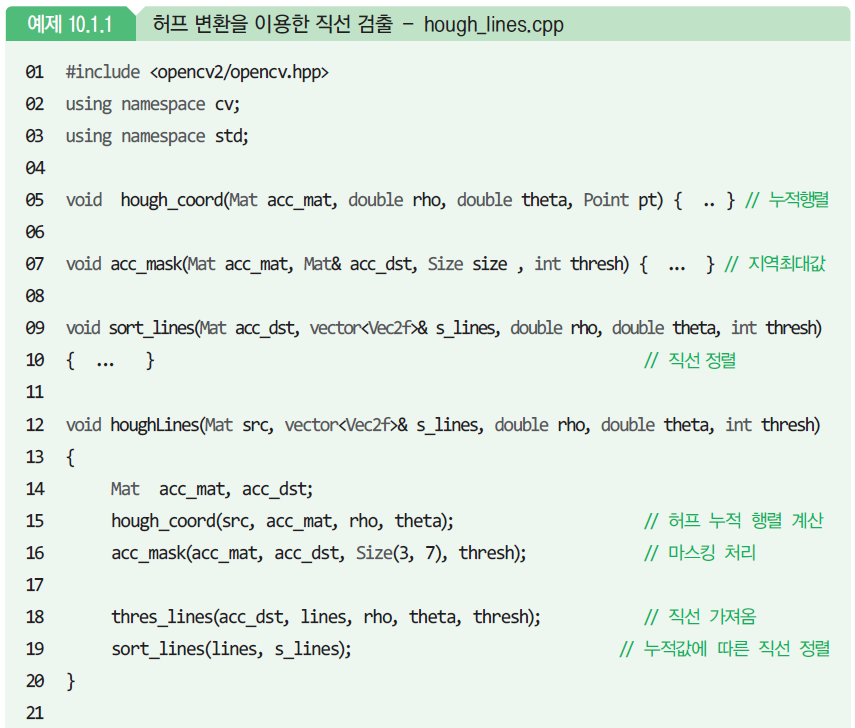 예제 10.1.1 허프 변환을 이용한 직선 검출 - hough_lines.cpp
01 #include <opencv2/opencv.hpp>
02 using namespace cv;
03 using namespace std;
04
05 void hough_coord(Mat acc_mat, double rho, double theta, Point pt) { .. } // 누적행렬
06
07 void acc_mask(Mat acc_mat, Mat& acc_dst, Size size , int thresh) { ... } // 지역최대값
08
09 void sort_lines(Mat acc_dst, vector<Vec2f>& s_lines, double rho, double theta, int thresh)
10 { ... } // 직선 정렬
11
12 void houghLines(Mat src, vector<Vec2f>& s_lines, double rho, double theta, int thresh)
13 {
14 Mat acc_mat, acc_dst;
15 hough_coord(src, acc_mat, rho, theta); // 허프 누적 행렬 계산
16 acc_mask(acc_mat, acc_dst, Size(3, 7), thresh); // 마스킹 처리
17
18 thres_lines(acc_dst, lines, rho, theta, thresh); // 직선 가져옴
19 sort_lines(lines, s_lines); // 누적값에 따른 직선 정렬
20 }
21